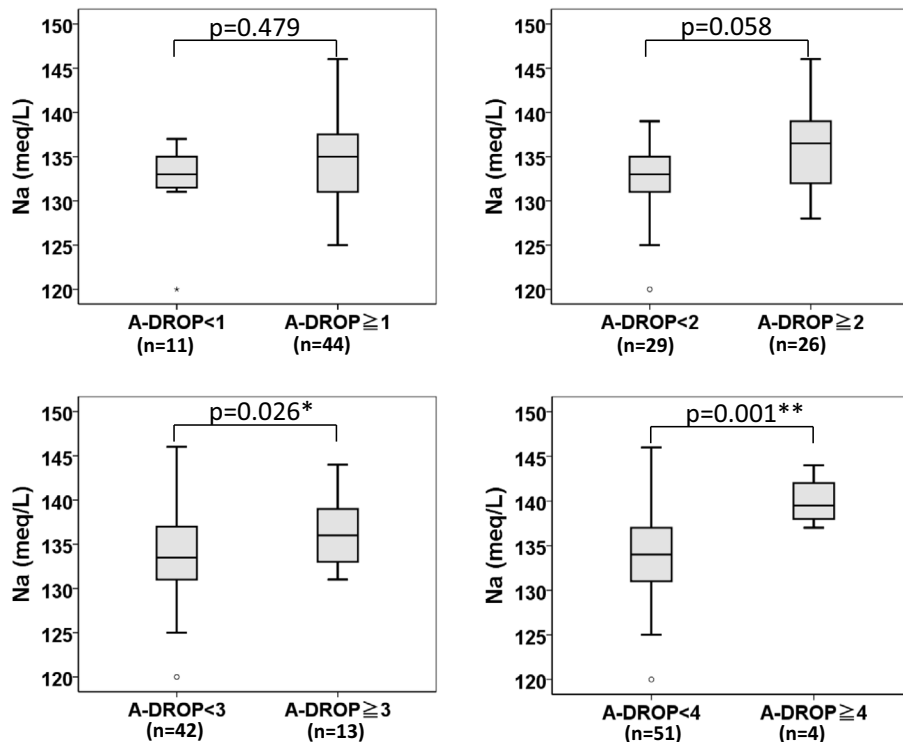 p=0.479
150
145
140
135
130
125
120
Na (meq/L)
A-DROP<1
(n=11)
A-DROP≧1
(n=44)
p=0.058
150
145
140
135
130
125
120
Na (meq/L)
A-DROP<2
(n=29)
A-DROP≧2
(n=26)
p=0.026*
150
145
140
135
130
125
120
Na (meq/L)
A-DROP<3
(n=42)
A-DROP≧3
(n=13)
p=0.001**
150
145
140
135
130
125
120
Na (meq/L)
A-DROP<4
(n=51)
A-DROP≧4
(n=4)